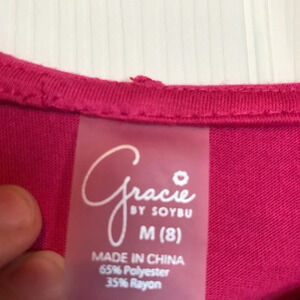 Gracie
BY SOYBU
M (8)
MADE IN CHINA
65% Polyester
35% Rayon